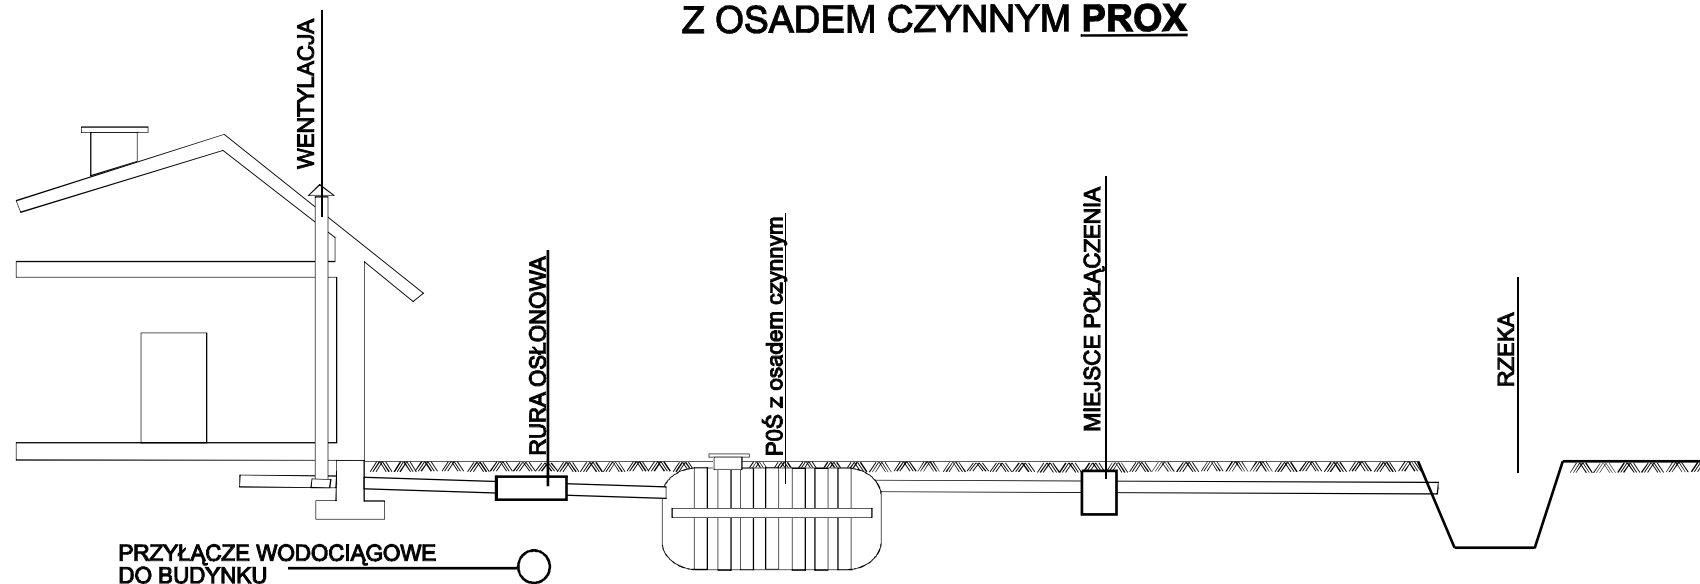 Z OSADEM CZYNNYM PROX
WENTYLACJA
RURA OSŁONOWA
P0Ś z osadem czynnym
MIEJSCE POŁĄCZENIA
RZEKA
PRZYŁĄCZE WODOCIĄGOWE
DO BUDYNKU